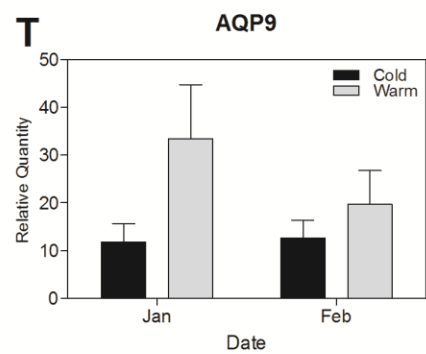 T
AQP9
50
40
30
20
10
0
Relative Quantity
Cold
Warm
Jan
Feb
Date